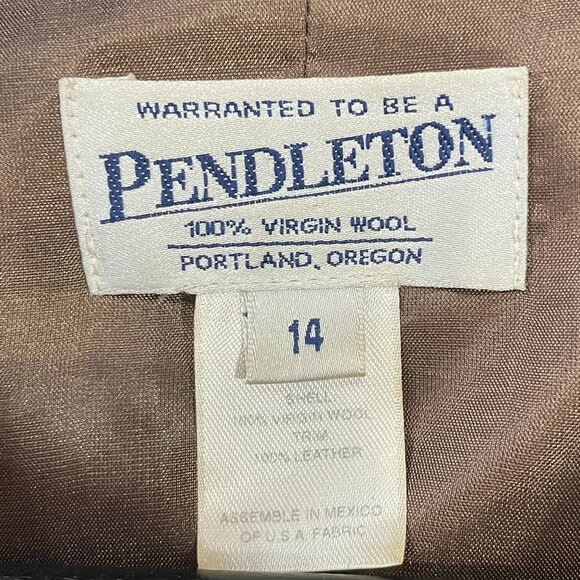 WARRANTED TO BE A
PENDLETON
100% VIRGIN WOOL
PORTLAND, OREGON
14
SHELL
100% VIRGIN WOOL
TRIM
100% LEATHER
ASSEMBLE IN MEXICO
OF U.S.A FABRIC